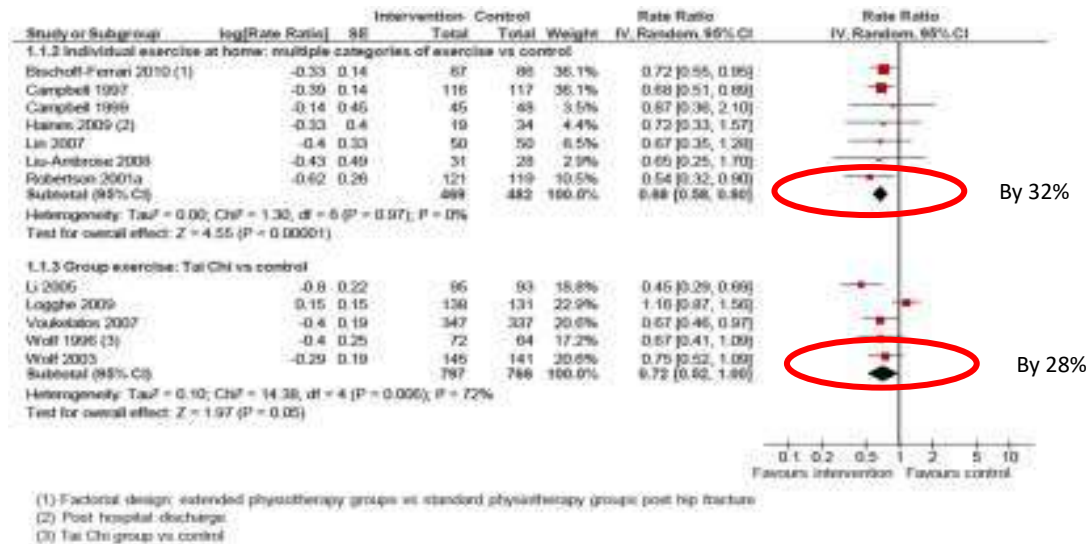 Intervention Control Rate Ratio Rate Ratio
Study or Subgroup log[Rate Ratio] SE Total Total Weight IV, Random, 95% CI IV, Random, 95% CI
1.1.2 Individual exercise at home: multiple categories of exercise vs control
Bischoff-Ferrari 2010 (1) -0.33 0.14 87 86 36.1% 0.72 [0.55, 0.95]
Campbell 1997 -0.39 0.14 116 117 36.1% 0.68 [0.51, 0.89]
Campbell 1999 -0.14 0.45 45 48 3.5% 0.87 [0.36, 2.10]
Haines 2009 (2) -0.33 0.4 19 34 4.4% 0.72 [0.33, 1.57]
Lin 2007 -0.4 0.33 50 50 6.5% 0.67 [0.35, 1.28]
Liu-Ambrose 2008 -0.43 0.49 31 28 2.9% 0.65 [0.25, 1.70]
Robertson 2001a -0.62 0.26 121 119 10.5% 0.54 [0.32, 0.90]
Subtotal (95% CI) 469 482 100.0% 0.68 [0.58, 0.80]
By 32%
Heterogeneity: Tau² = 0.00; Chi² = 1.30, df = 6 (P = 0.97); I² = 0%
Test for overall effect: Z = 4.55 (P < 0.00001)
1.1.3 Group exercise: Tai Chi vs control
Li 2005 -0.8 0.22 95 93 18.8% 0.45 [0.29, 0.69]
Logghe 2009 0.15 0.15 138 131 22.9% 1.16 [0.87, 1.56]
Voukelatos 2007 -0.4 0.19 347 337 20.6% 0.67 [0.46, 0.97]
Wolf 1996 (3) -0.4 0.25 72 64 17.2% 0.67 [0.41, 1.09]
Wolf 2003 -0.29 0.19 145 141 20.6% 0.75 [0.52, 1.09]
Subtotal (95% CI) 797 766 100.0% 0.72 [0.52, 1.00]
By 28%
Heterogeneity: Tau² = 0.10; Chi² = 14.38, df = 4 (P = 0.006); I² = 72%
Test for overall effect: Z = 1.97 (P = 0.05)
0.1 0.2 0.5 1 2 5 10
Favours intervention Favours control
(1) Factorial design: extended physiotherapy groups vs standard physiotherapy groups post hip fracture
(2) Post hospital discharge
(3) Tai Chi group vs control